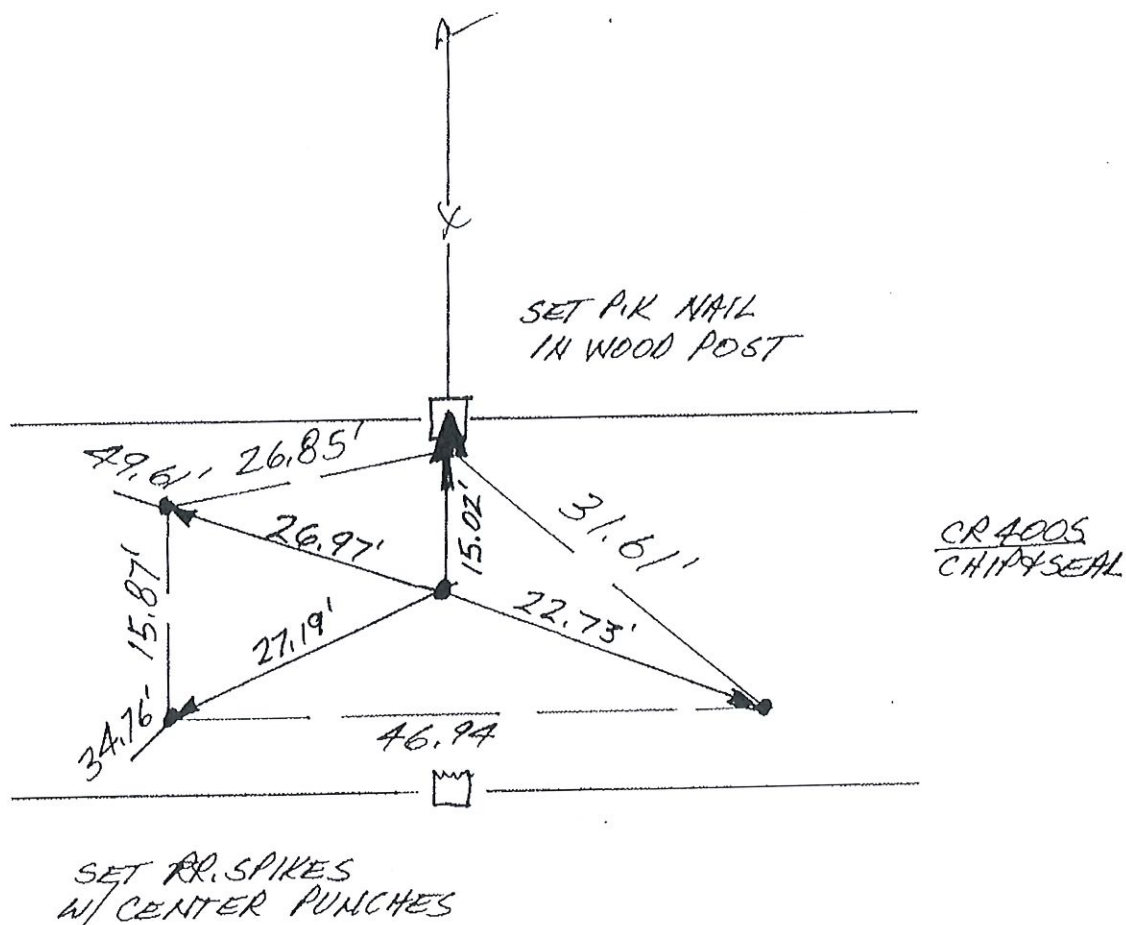 SET P.K NAIL
IN WOOD POST
49.61'
26.85'
26.97'
15.02'
31.61'
CR 400S
CHIP&SEAL
15.87'
27.19'
22.73'
34.76'
46.94
SET RR. SPIKES
W/ CENTER PUNCHES